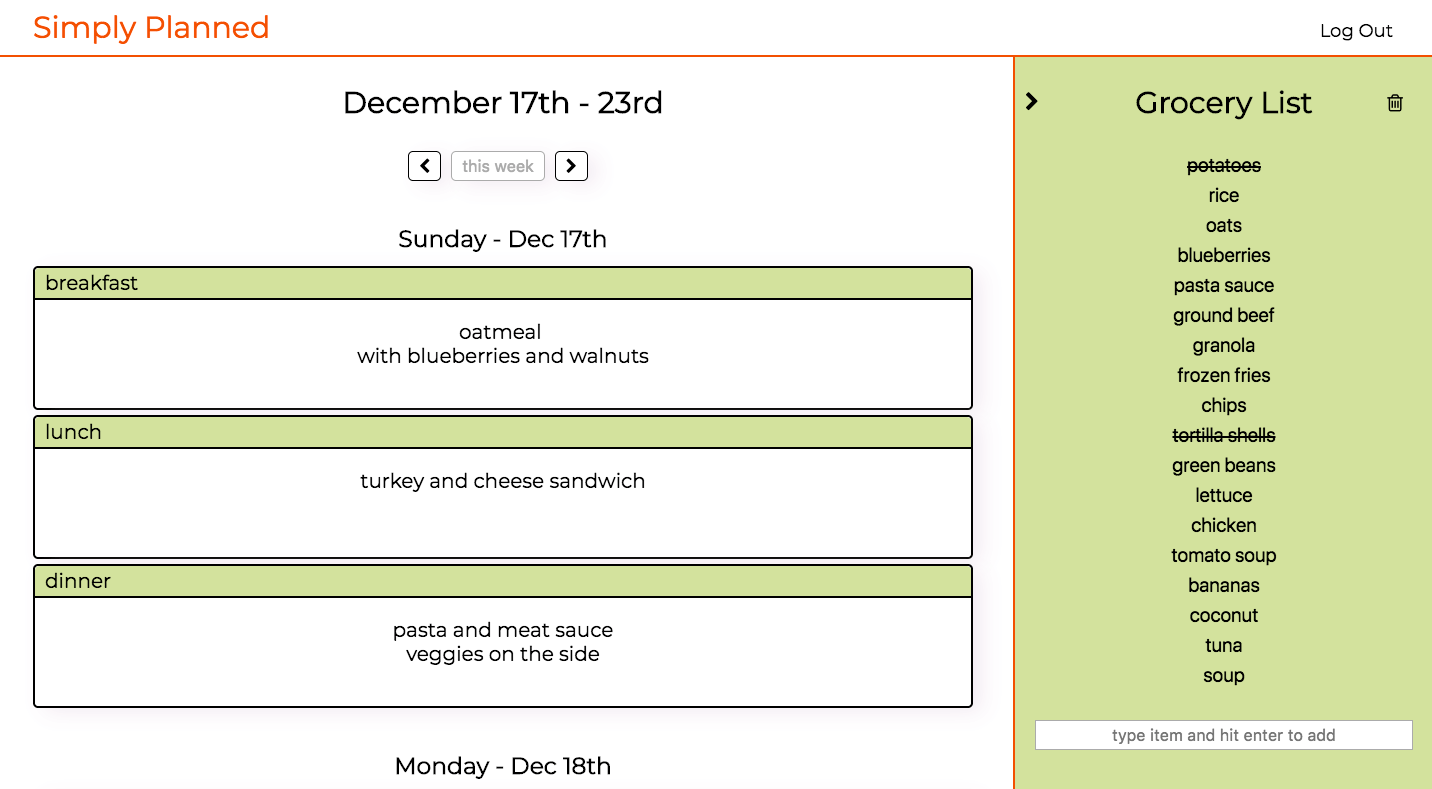 Simply Planned
Log Out
December 17th - 23rd
this week
Sunday - Dec 17th
breakfast
oatmeal
with blueberries and walnuts
lunch
turkey and cheese sandwich
dinner
pasta and meat sauce
veggies on the side
Monday - Dec 18th
Grocery List
potatoes
rice
oats
blueberries
pasta sauce
ground beef
granola
frozen fries
chips
tortilla shells
green beans
lettuce
chicken
tomato soup
bananas
coconut
tuna
soup
type item and hit enter to add